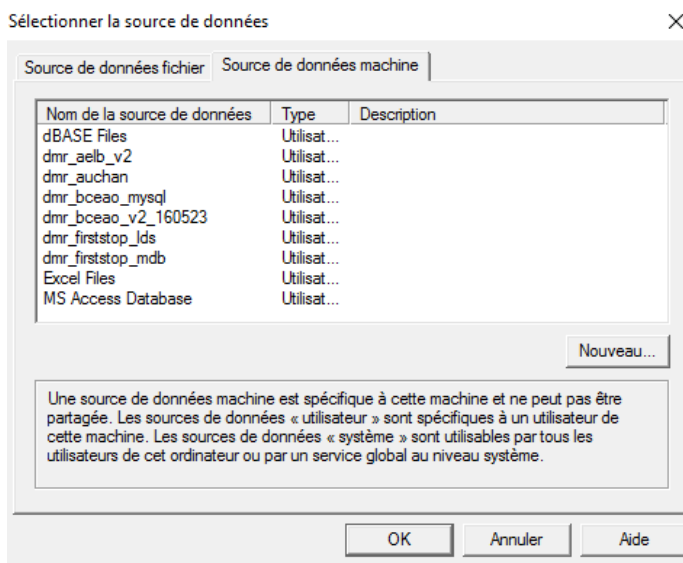 Sélectionner la source de données
Source de données fichier Source de données machine
Nom de la source de données Type Description
dBASE Files Utilisat...
dmr_aelb_v2 Utilisat...
dmr_auchan Utilisat...
dmr_bceao_mysql Utilisat...
dmr_bceao_v2_160523 Utilisat...
dmr_firststop_lds Utilisat...
dmr_firststop_mdb Utilisat...
Excel Files Utilisat...
MS Access Database Utilisat...
Nouveau...
Une source de données machine est spécifique à cette machine et ne peut pas être
partagée. Les sources de données « utilisateur » sont spécifiques à un utilisateur de
cette machine. Les sources de données « système » sont utilisables par tous les
utilisateurs de cet ordinateur ou par un service global au niveau système.
OK Annuler Aide